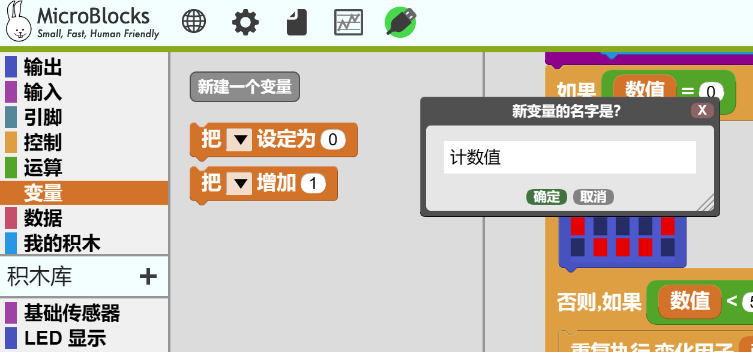 MicroBlocks
Small, Fast, Human Friendly
输出
输入
引脚
控制
运算
变量
数据
我的积木
积木库 +
基础传感器
LED 显示
新建一个变量
把 设定为 0
把 增加 1
如果 数值 = 0
新变量的名字是?
X
计数值
确定 取消
否则,如果 数值 < 5
重复执行 变化因子